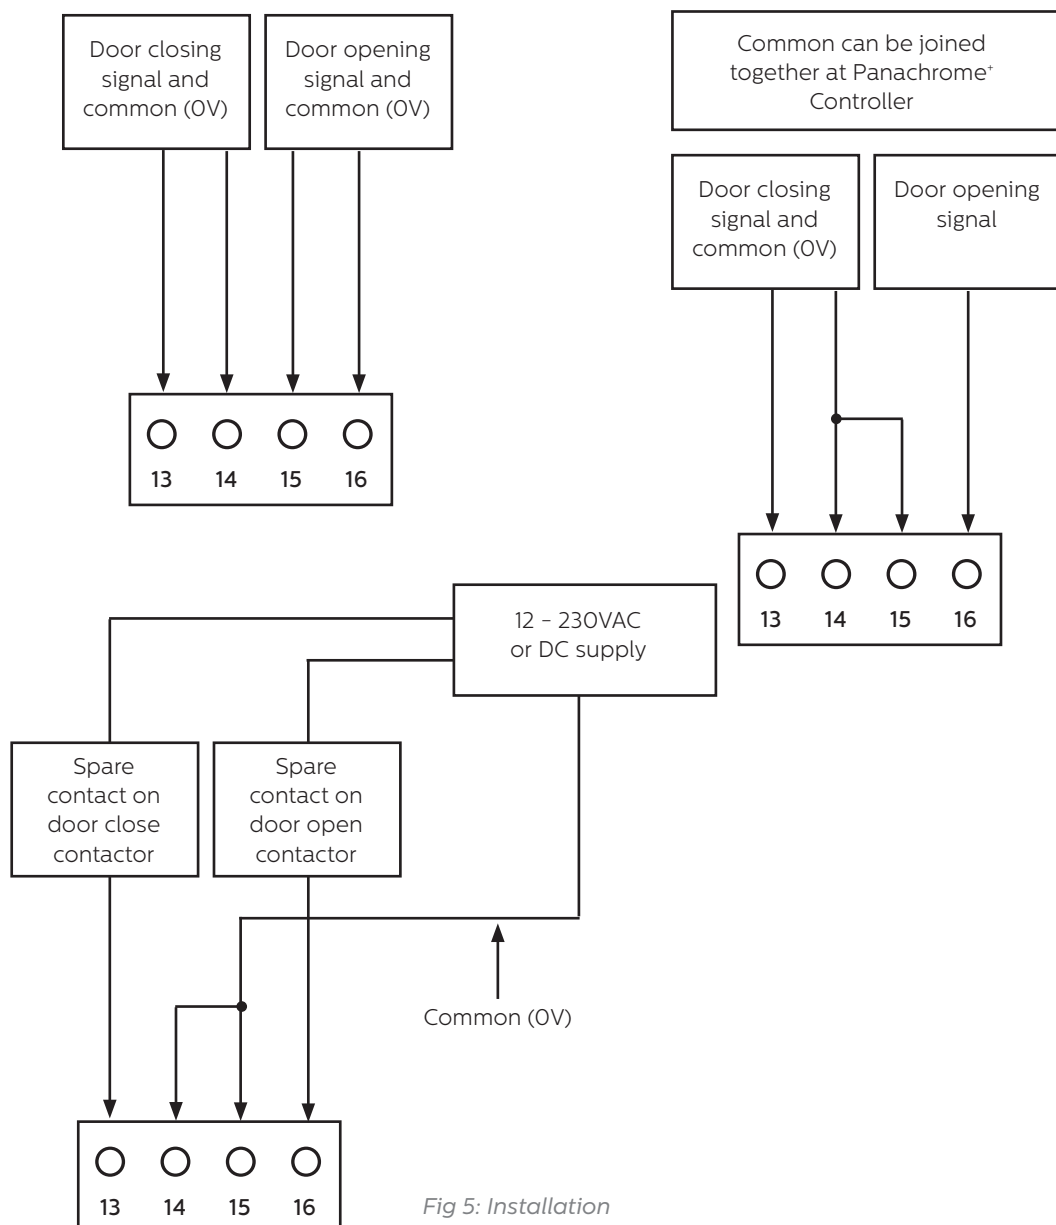 Door closing
signal and
common (0V)
Door opening
signal and
common (0V)
13 14 15 16
Common can be joined
together at Panachrome⁺
Controller
Door closing
signal and
common (0V)
Door opening
signal
13 14 15 16
12 – 230VAC
or DC supply
Spare
contact on
door close
contactor
Spare
contact on
door open
contactor
Common (0V)
13 14 15 16
Fig 5: Installation